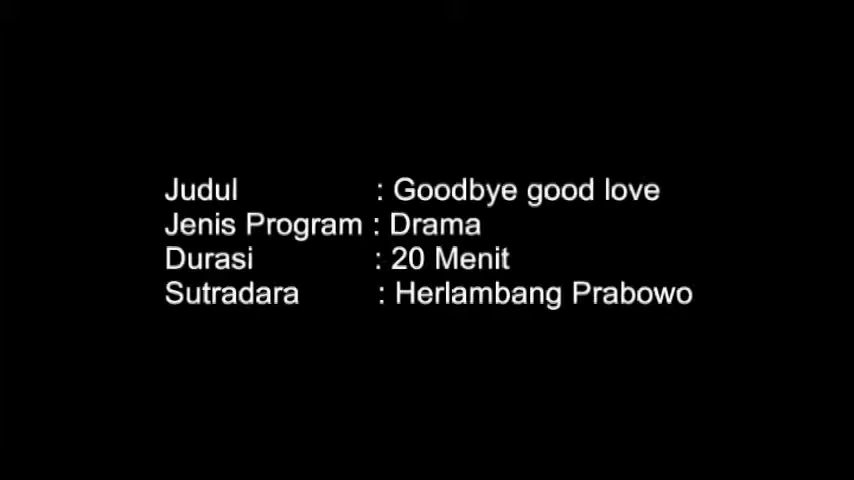 Judul : Goodbye good love
Jenis Program : Drama
Durasi : 20 Menit
Sutradara : Herlambang Prabowo